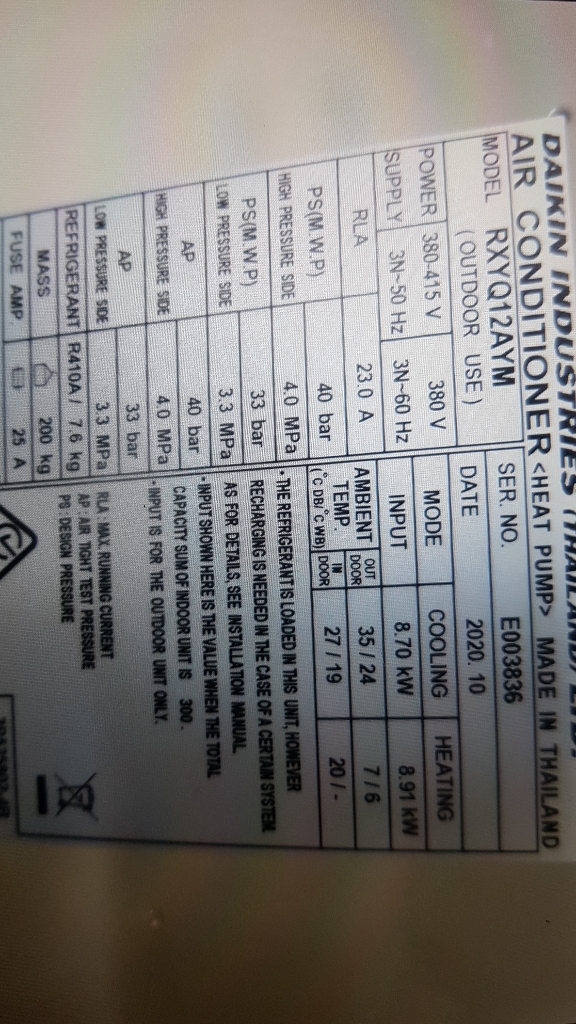 DAIKIN INDUSTRIES (THAILAND) LTD.
AIR CONDITIONER <HEAT PUMP> MADE IN THAILAND
MODEL RXYQ12AYM
(OUTDOOR USE)
POWER SUPPLY 380-415 V 380 V
3N~50 Hz 3N~60 Hz
RLA 23.0 A
PS(M.W.P) HIGH PRESSURE SIDE 40 bar
4.0 MPa
PS(M.W.P) LOW PRESSURE SIDE 33 bar
3.3 MPa
AP HIGH PRESSURE SIDE 40 bar
4.0 MPa
AP LOW PRESSURE SIDE 33 bar
3.3 MPa
REFRIGERANT R410A / 7.6 kg
MASS 200 kg
FUSE AMP. 25 A
SER. NO. E003836
DATE 2020. 10
MODE COOLING HEATING
INPUT 8.70 kW 8.91 kW
AMBIENT TEMP. (°CDB/°CWB) OUT DOOR 35 / 24 7 / 6
IN DOOR 27 / 19 20 / -
• THE REFRIGERANT IS LOADED IN THIS UNIT, HOWEVER
RECHARGING IS NEEDED IN THE CASE OF A CERTAIN SYSTEM.
AS FOR DETAILS, SEE INSTALLATION MANUAL.
• INPUT SHOWN HERE IS THE VALUE WHEN THE TOTAL
CAPACITY SUM OF INDOOR UNIT IS 300.
• INPUT IS FOR THE OUTDOOR UNIT ONLY.
RLA : MAX. RUNNING CURRENT
AP : AIR TIGHT TEST PRESSURE
PS : DESIGN PRESSURE